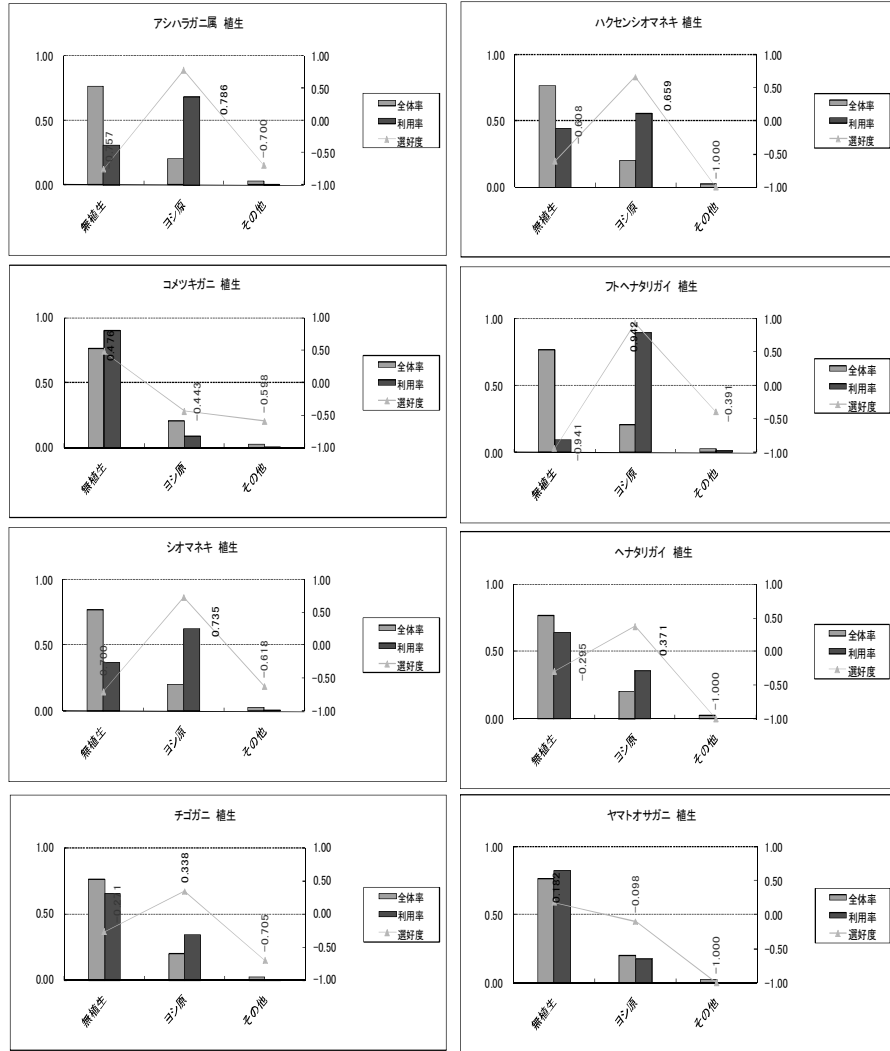 アシハラガニ属 植生
1.00
0.50
0.00
1.00
0.50
0.00
-0.50
-1.00
0.786
-0.700
無植生
ヨシ原
その他
全体率
利用率
選好度
ハクセンシオマネキ 植生
1.00
0.50
0.00
1.00
0.50
0.00
-0.50
-1.00
-0.608
0.659
-1.000
無植生
ヨシ原
その他
全体率
利用率
選好度
コメツキガニ 植生
1.00
0.50
0.00
1.00
0.50
0.00
-0.50
-1.00
0.476
-0.443
-0.598
無植生
ヨシ原
その他
全体率
利用率
選好度
フトヘナタリガイ 植生
1.00
0.50
0.00
1.00
0.50
0.00
-0.50
-1.00
-0.941
0.942
-0.391
無植生
ヨシ原
その他
全体率
利用率
選好度
シオマネキ 植生
1.00
0.50
0.00
1.00
0.50
0.00
-0.50
-1.00
0.735
-0.618
無植生
ヨシ原
その他
全体率
利用率
選好度
ヘナタリガイ 植生
1.00
0.50
0.00
1.00
0.50
0.00
-0.50
-1.00
-0.295
0.371
-1.000
無植生
ヨシ原
その他
全体率
利用率
選好度
チゴガニ 植生
1.00
0.50
0.00
1.00
0.50
0.00
-0.50
-1.00
0.338
-0.705
無植生
ヨシ原
その他
全体率
利用率
選好度
ヤマトオサガニ 植生
1.00
0.50
0.00
1.00
0.50
0.00
-0.50
-1.00
0.182
-0.098
-1.000
無植生
ヨシ原
その他
全体率
利用率
選好度